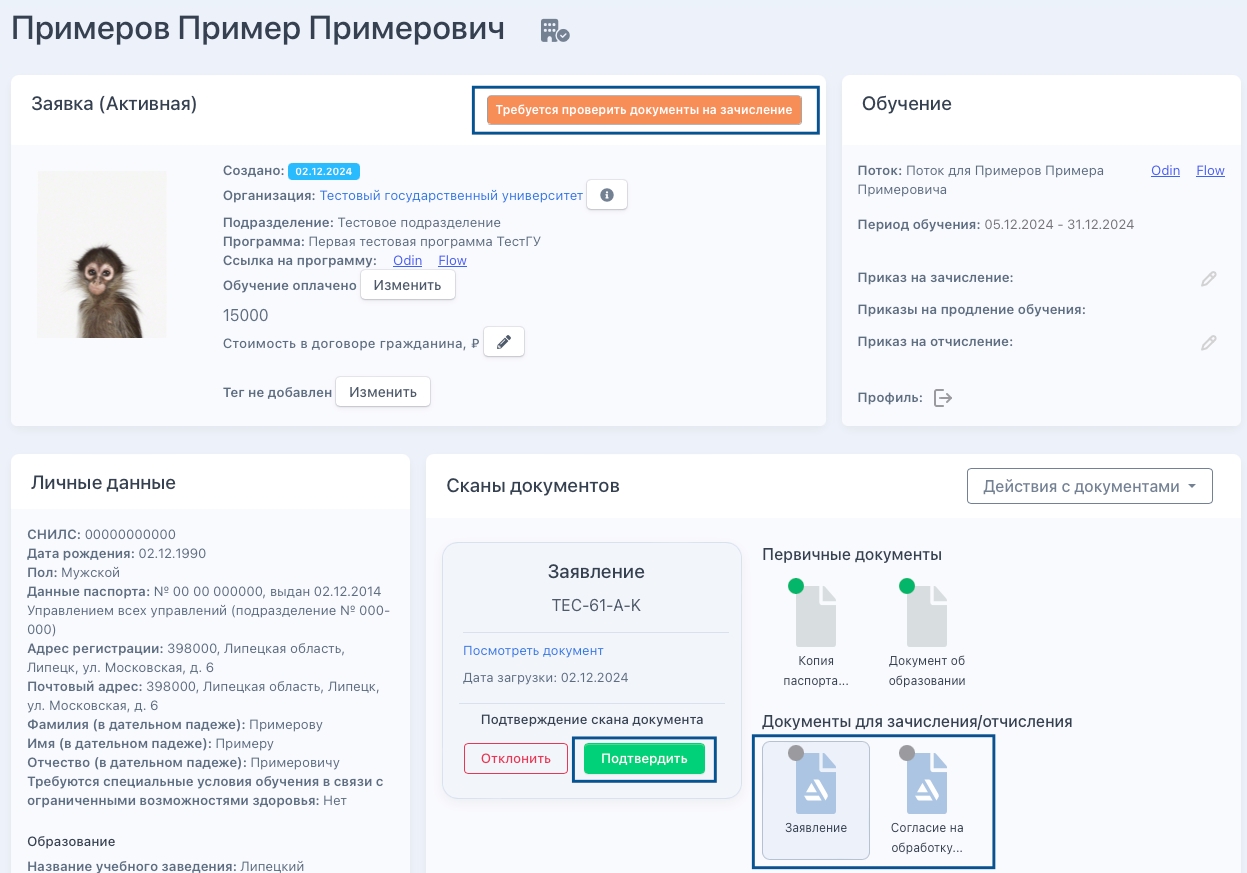 Примеров Пример Примерович
Заявка (Активная)
Требуется проверить документы на зачисление
Создано: 02.12.2024
Организация: Тестовый государственный университет
Подразделение: Тестовое подразделение
Программа: Первая тестовая программа ТестГУ
Ссылка на программу: Odin Flow
Обучение оплачено Изменить
15000
Стоимость в договоре гражданина, ₽
Тег не добавлен Изменить
Обучение
Поток: Поток для Примеров Примера Odin Flow
Примеровича
Период обучения: 05.12.2024 - 31.12.2024
Приказ на зачисление:
Приказы на продление обучения:
Приказ на отчисление:
Профиль:
Личные данные
СНИЛС: 00000000000
Дата рождения: 02.12.1990
Пол: Мужской
Данные паспорта: № 00 00 000000, выдан 02.12.2014
Управлением всех управлений (подразделение № 000-
000)
Адрес регистрации: 398000, Липецкая область,
Липецк, ул. Московская, д. 6
Почтовый адрес: 398000, Липецкая область, Липецк,
ул. Московская, д. 6
Фамилия (в дательном падеже): Примерову
Имя (в дательном падеже): Примеру
Отчество (в дательном падеже): Примеровичу
Требуются специальные условия обучения в связи с
ограниченными возможностями здоровья: Нет
Образование
Название учебного заведения: Липецкий
Сканы документов
Действия с документами
Заявление
ТЕС-61-А-К
Посмотреть документ
Дата загрузки: 02.12.2024
Подтверждение скана документа
Отклонить Подтвердить
Первичные документы
Копия
паспорта...
Документ об
образовании
Документы для зачисления/отчисления
Заявление
Согласие на
обработку...